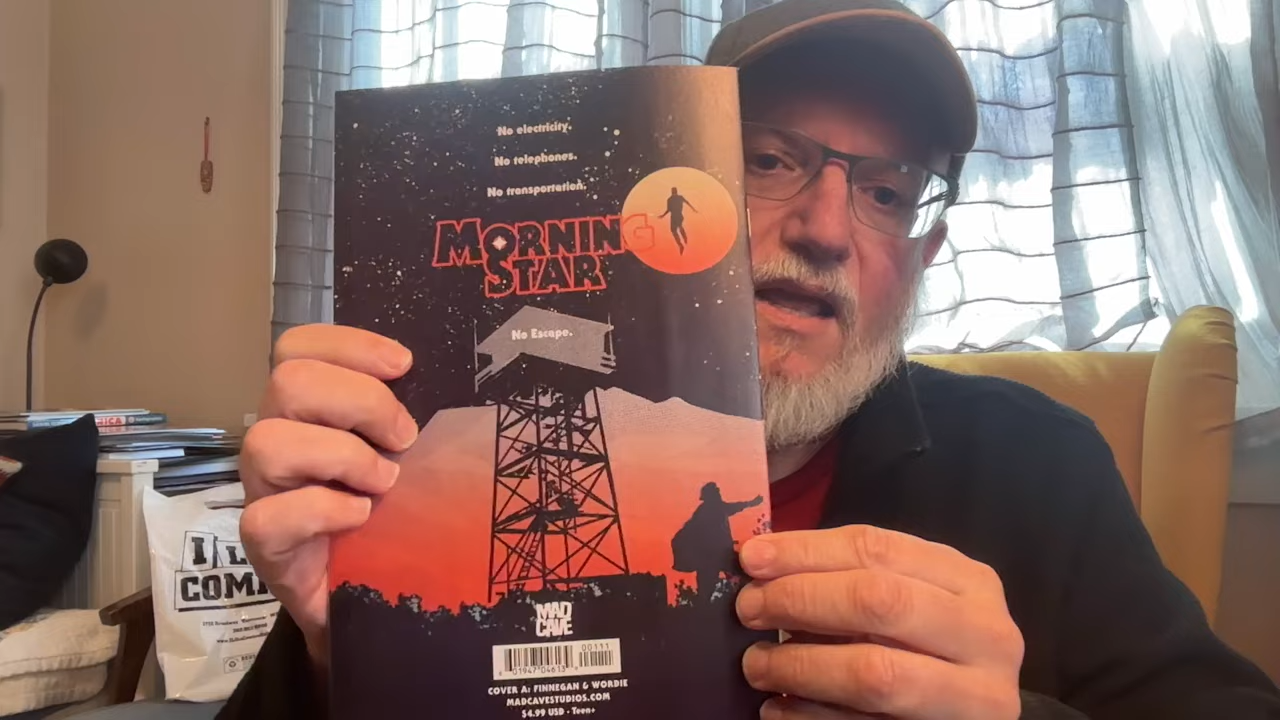 No electricity.
No telephones.
No transportation.
MORNING
STAR
No Escape.
MAD
CAVE
00111
COVER A: FINNEGAN & WORDIE
MADCAVESTUDIOS.COM
$4.99 USD · Teen+
I L
COMI